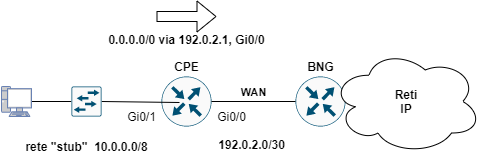 0.0.0.0/0 via 192.0.2.1, Gi0/0
CPE
BNG
WAN
Reti
IP
Gi0/1
Gi0/0
rete "stub" 10.0.0.0/8
192.0.2.0/30